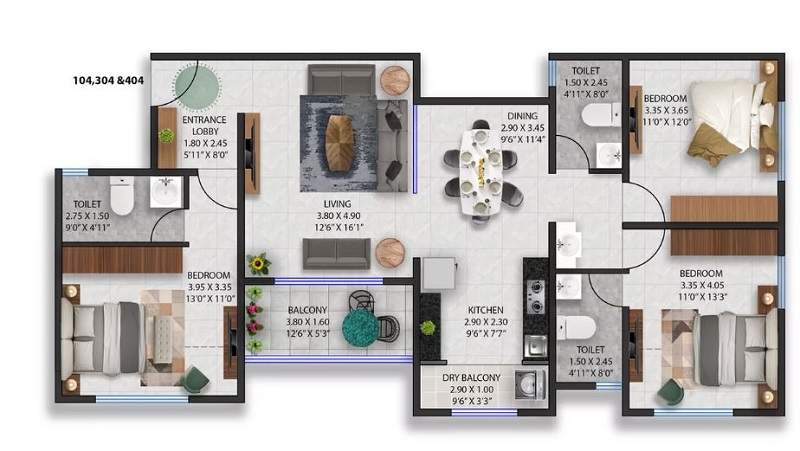 104,304 &404
ENTRANCE
LOBBY
1.80 X 2.45
5'11" X 8'0"
TOILET
2.75 X 1.50
9'0" X 4'11"
BEDROOM
3.95 X 3.35
13'0" X 11'0"
LIVING
3.80 X 4.90
12'6" X 16'1"
BALCONY
3.80 X 1.60
12'6" X 5'3"
DINING
2.90 X 3.45
9'6" X 11'4"
KITCHEN
2.90 X 2.30
9'6" X 7'7"
DRY BALCONY
2.90 X 1.00
9'6" X 3'3"
TOILET
1.50 X 2.45
4'11" X 8'0"
BEDROOM
3.35 X 3.65
11'0" X 12'0"
BEDROOM
3.35 X 4.05
11'0" X 13'3"
TOILET
1.50 X 2.45
4'11" X 8'0"